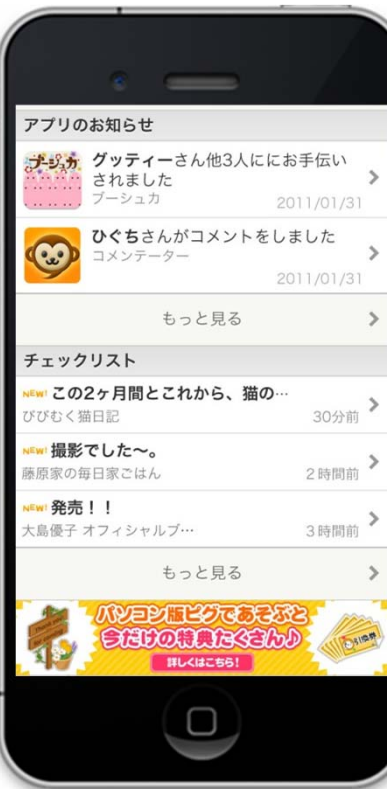 アプリのお知らせ
ブーシュカ
グッティーさん他3人ににお手伝い
されました
ブーシュカ
2011/01/31
ひぐちさんがコメントをしました
コメンテーター
2011/01/31
もっと見る
チェックリスト
NEW! この2ヶ月間とこれから、猫の…
びびむく猫日記
30分前
NEW! 撮影でした〜。
藤原家の毎日家ごはん
2時間前
NEW! 発売！！
大島優子 オフィシャルブ…
3時間前
もっと見る
パソコン版ピグであそぶと
今だけの特典たくさん♪
詳しくはこちら！